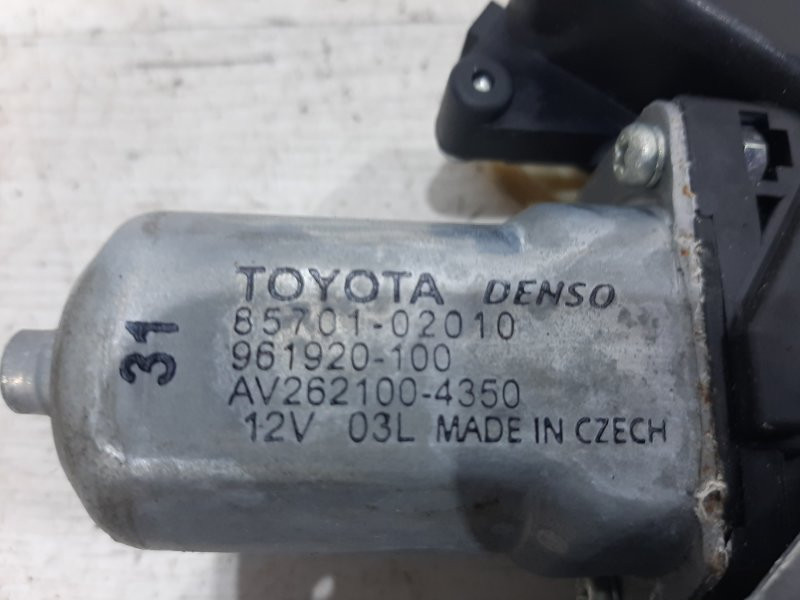 31
TOYOTA DENSO
85701-02010
961920-100
AV262100-4350
12V 03L MADE IN CZECH